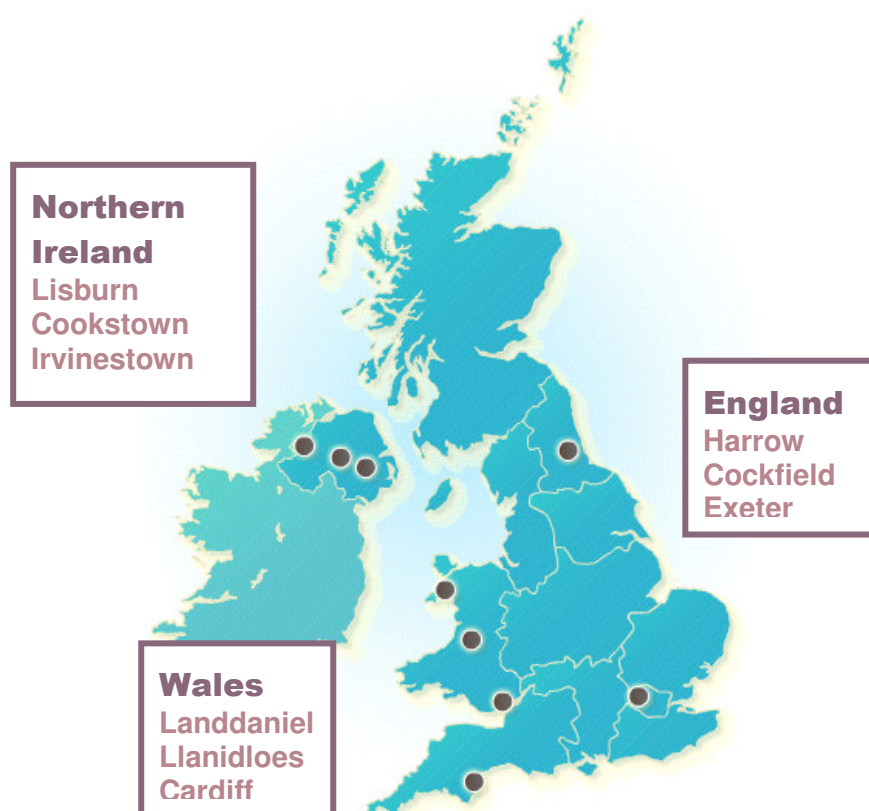 Northern
Ireland
Lisburn
Cookstown
Irvinestown
England
Harrow
Cockfield
Exeter
Wales
Landdaniel
Llanidloes
Cardiff